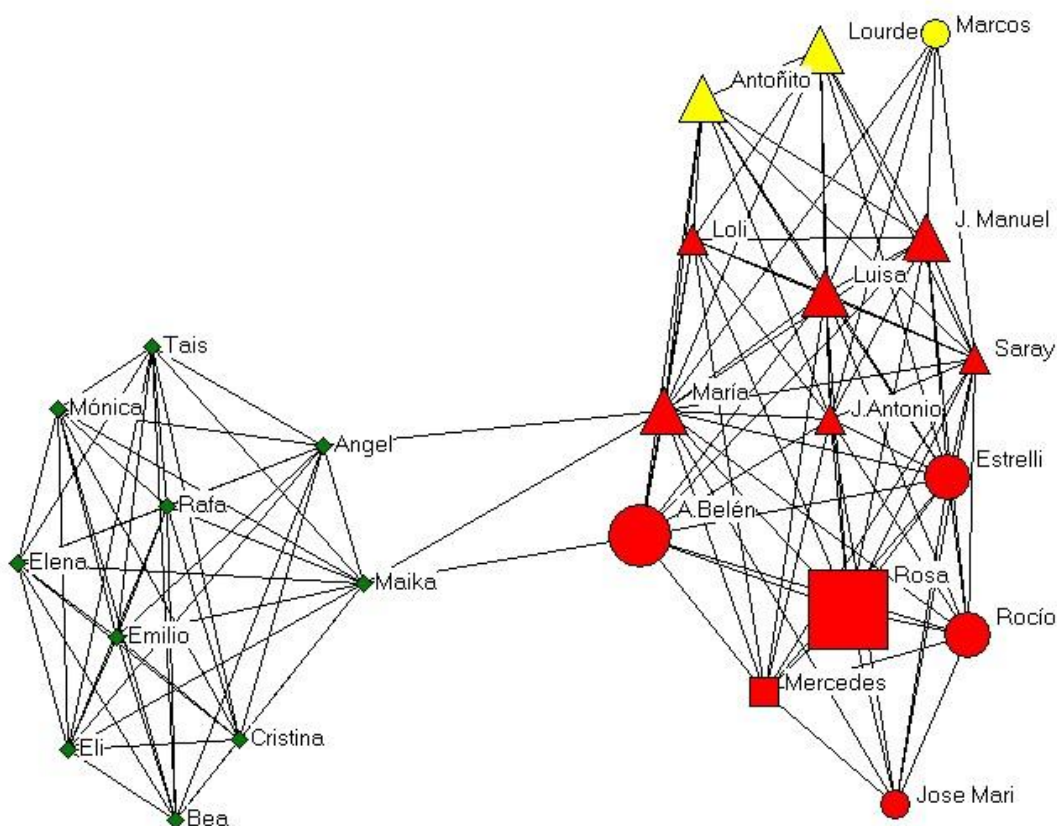 Lourde
Marcos
Antoñito
Loli
J. Manuel
Luisa
Saray
Tais
Mónica
María
J.Antonio
Angel
Estrelli
Rafa
A.Belén
Elena
Maika
Rosa
Rocío
Emilio
Mercedes
Eli
Cristina
Jose Mari
Bea